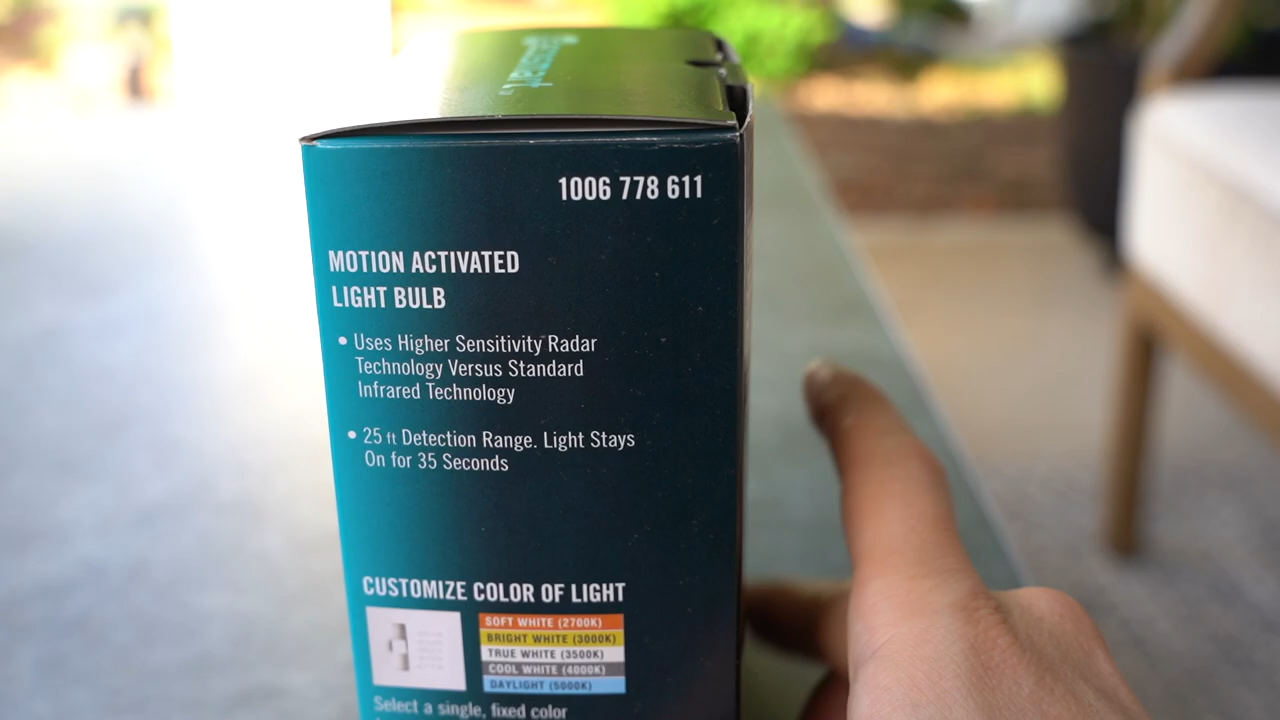 ecosmart
1006 778 611
MOTION ACTIVATED
LIGHT BULB
• Uses Higher Sensitivity Radar
Technology Versus Standard
Infrared Technology
• 25 ft Detection Range. Light Stays
On for 35 Seconds
CUSTOMIZE COLOR OF LIGHT
SOFT WHITE (2700K)
BRIGHT WHITE (3000K)
TRUE WHITE (3500K)
COOL WHITE (4000K)
DAYLIGHT (5000K)
Select a single, fixed color